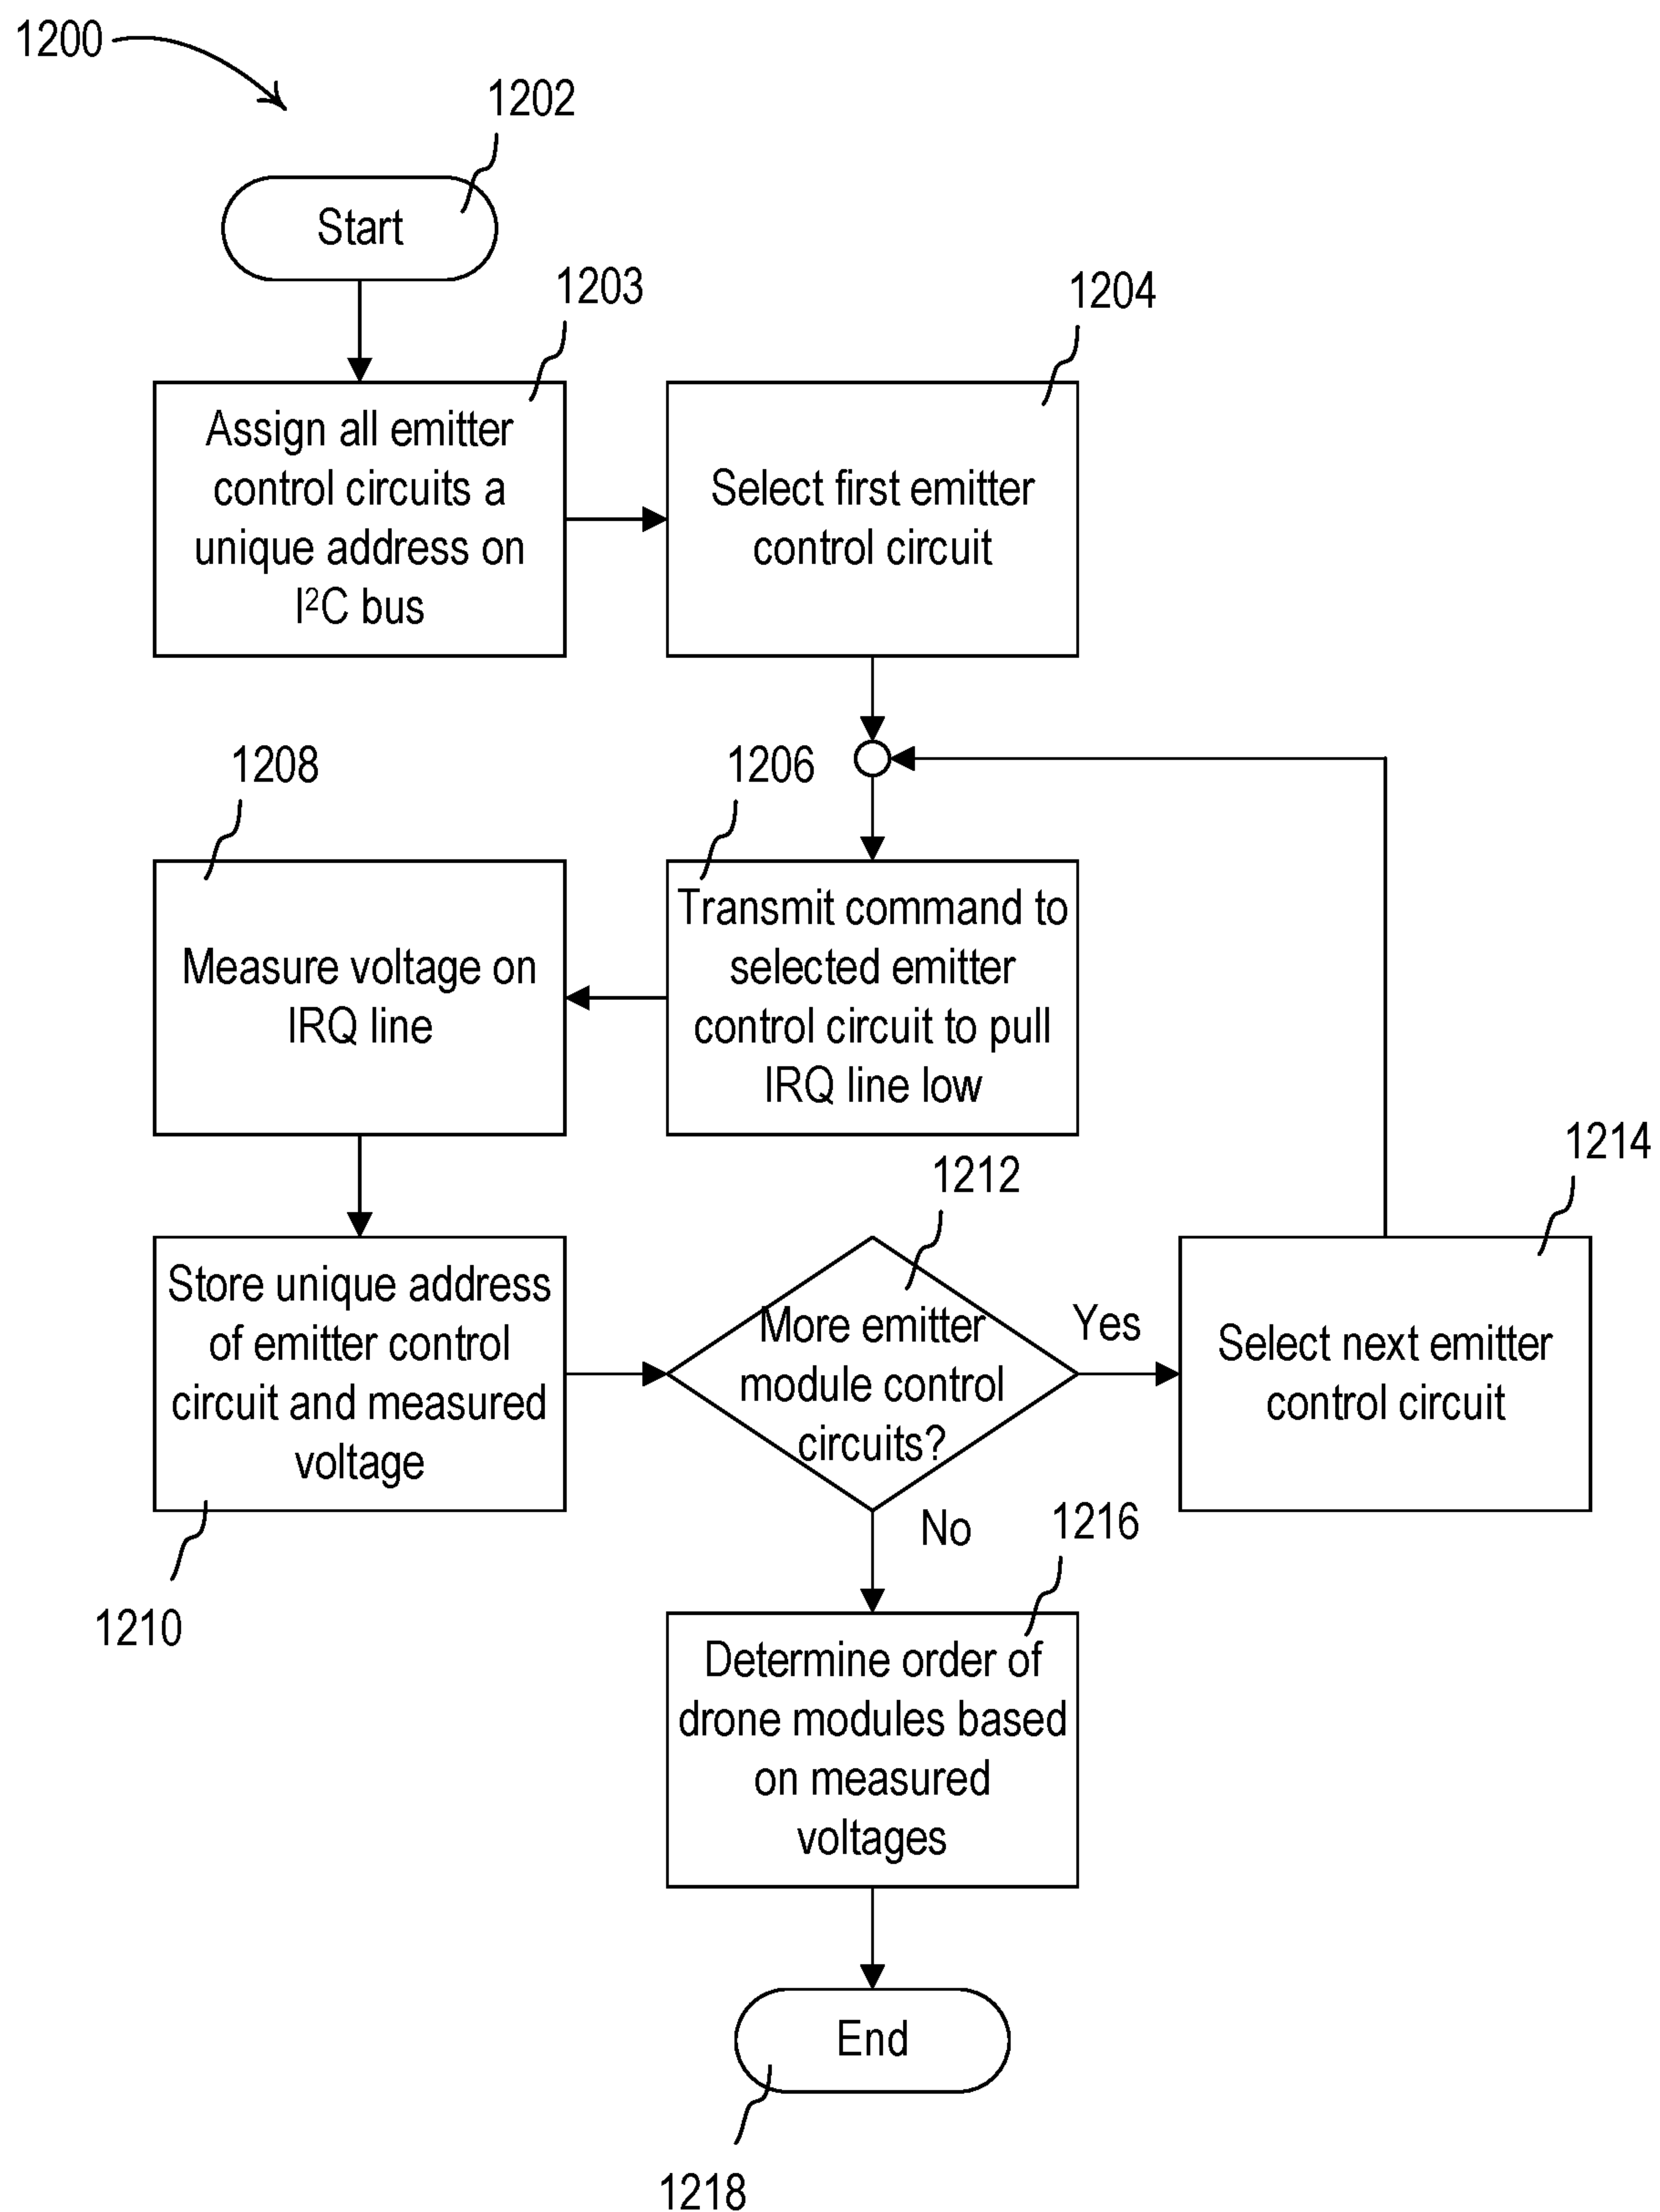 1200
1202
Start
1203
Assign all emitter
control circuits a
unique address on
I²C bus
1204
Select first emitter
control circuit
1206
Transmit command to
selected emitter
control circuit to pull
IRQ line low
1208
Measure voltage on
IRQ line
Store unique address
of emitter control
circuit and measured
voltage
1210
1212
More emitter
module control
circuits?
Yes
1214
Select next emitter
control circuit
No
1216
Determine order of
drone modules based
on measured
voltages
End
1218